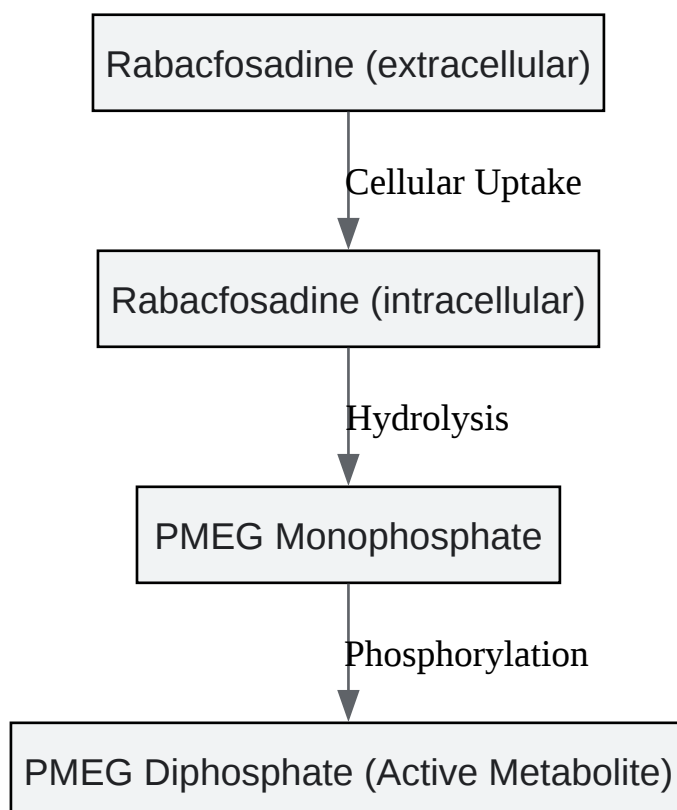 Rabacfosadine (extracellular)
Cellular Uptake
Rabacfosadine (intracellular)
Hydrolysis
PMEG Monophosphate
Phosphorylation
PMEG Diphosphate (Active Metabolite)